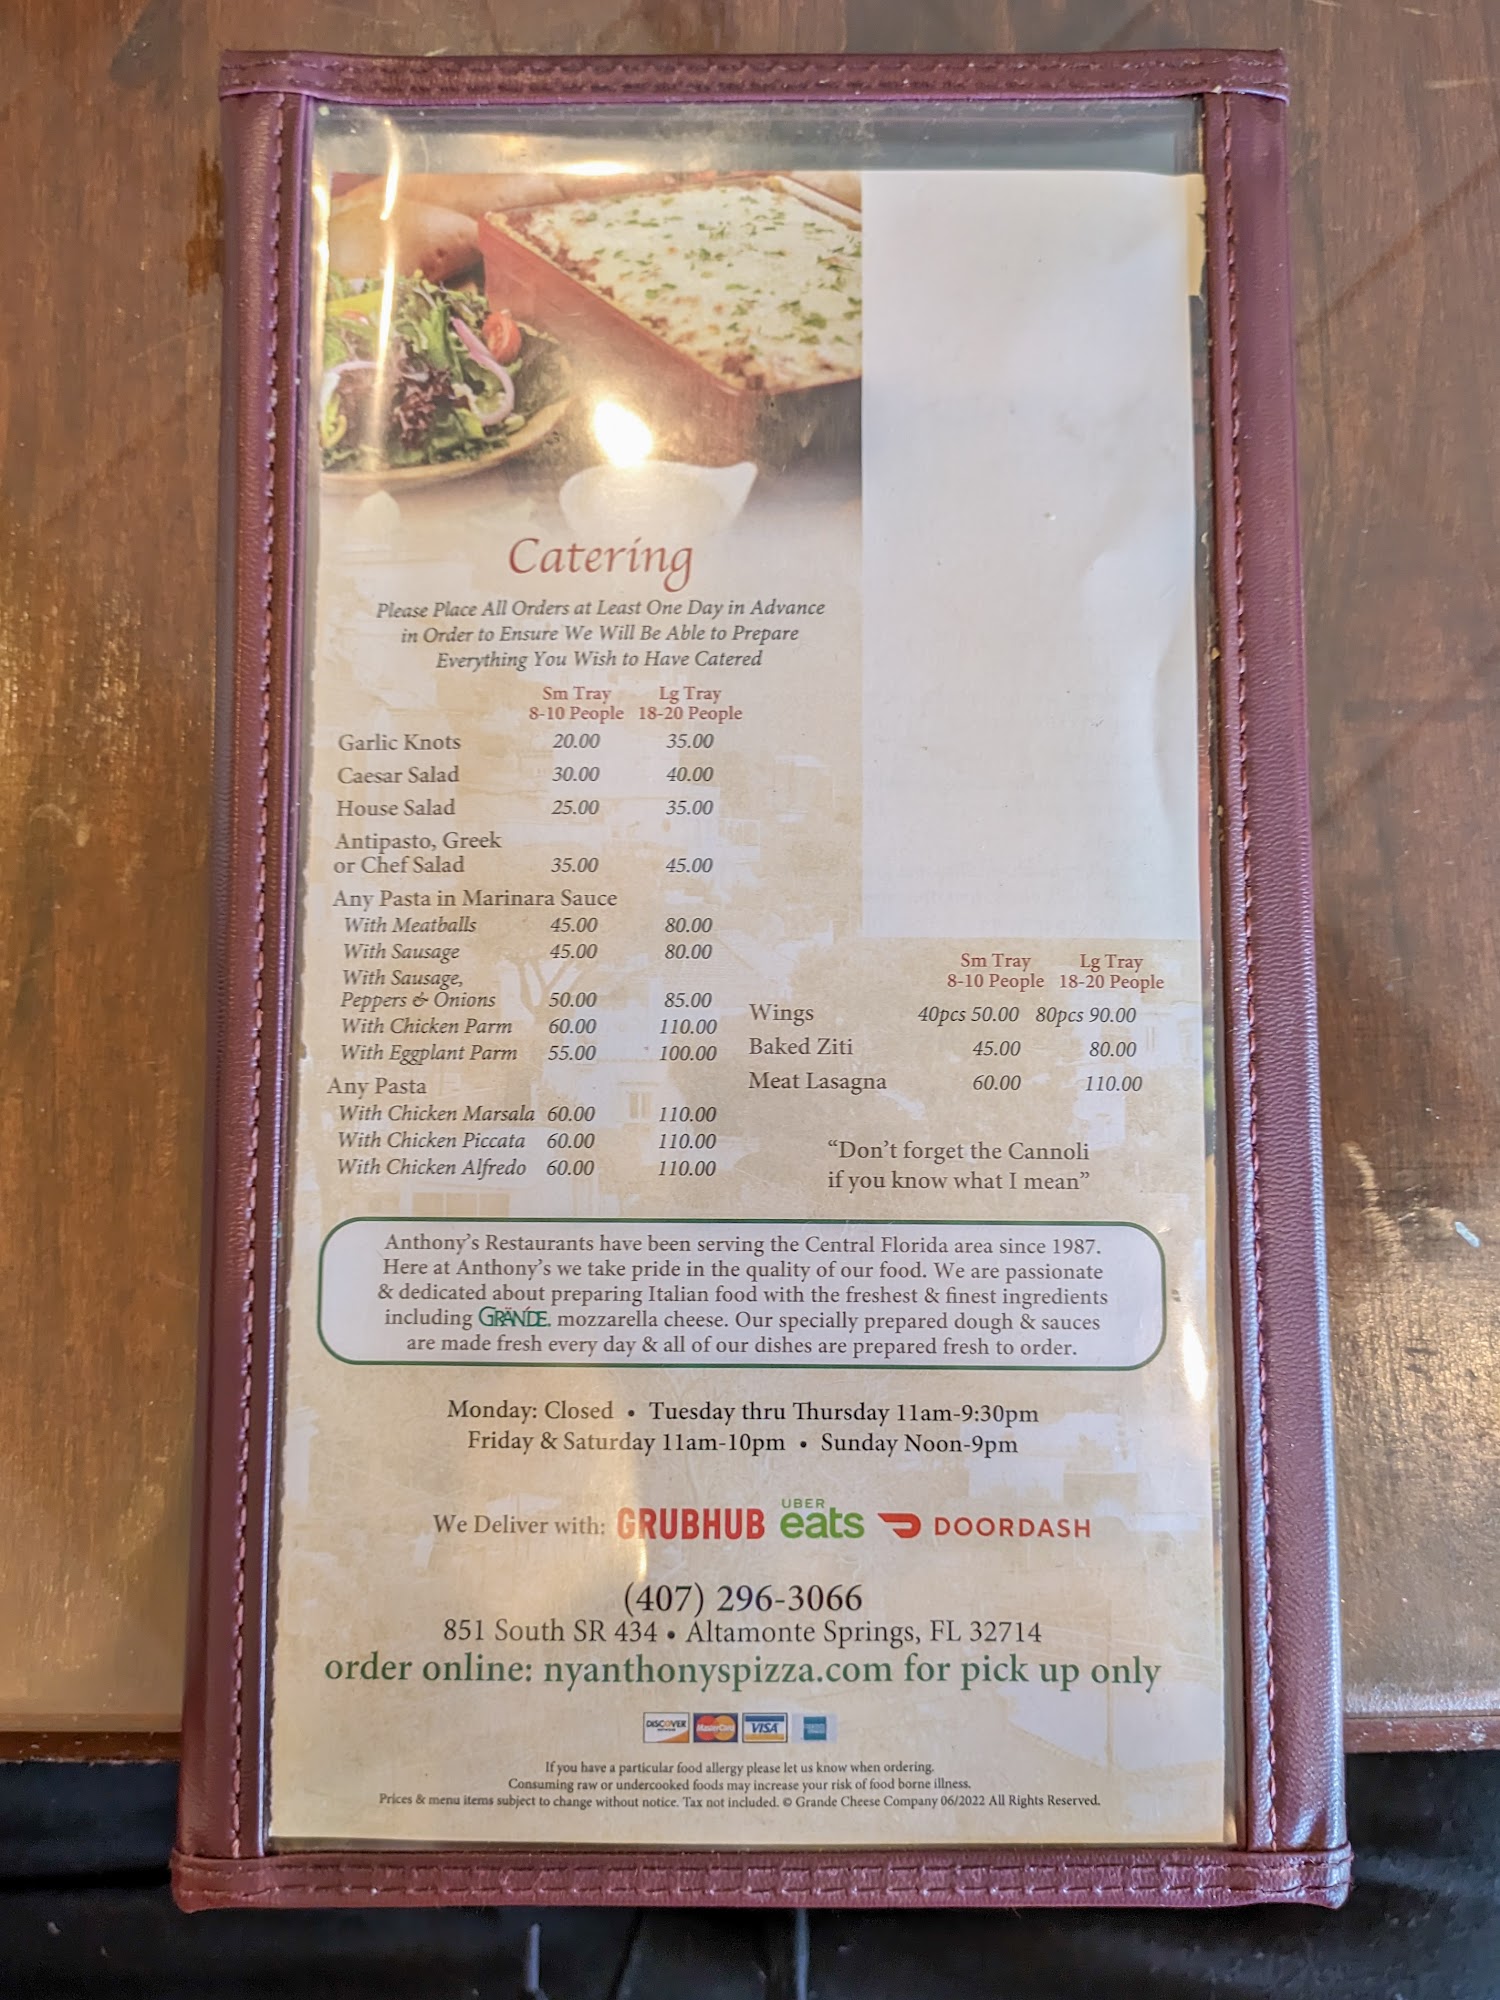 Catering
Please Place All Orders at Least One Day in Advance
in Order to Ensure We Will Be Able to Prepare
Everything You Wish to Have Catered
Sm Tray Lg Tray
8-10 People 18-20 People
Garlic Knots 20.00 35.00
Caesar Salad 30.00 40.00
House Salad 25.00 35.00
Antipasto, Greek
or Chef Salad 35.00 45.00
Any Pasta in Marinara Sauce
With Meatballs 45.00 80.00
With Sausage 45.00 80.00
With Sausage,
Peppers & Onions 50.00 85.00
With Chicken Parm 60.00 110.00
With Eggplant Parm 55.00 100.00
Any Pasta
With Chicken Marsala 60.00 110.00
With Chicken Piccata 60.00 110.00
With Chicken Alfredo 60.00 110.00
Sm Tray Lg Tray
8-10 People 18-20 People
Wings 40pcs 50.00 80pcs 90.00
Baked Ziti 45.00 80.00
Meat Lasagna 60.00 110.00
“Don’t forget the Cannoli
if you know what I mean”
Anthony’s Restaurants have been serving the Central Florida area since 1987.
Here at Anthony’s we take pride in the quality of our food. We are passionate
& dedicated about preparing Italian food with the freshest & finest ingredients
including GRANDE. mozzarella cheese. Our specially prepared dough & sauces
are made fresh every day & all of our dishes are prepared fresh to order.
Monday: Closed • Tuesday thru Thursday 11am-9:30pm
Friday & Saturday 11am-10pm • Sunday Noon-9pm
We Deliver with: GRUBHUB UBER eats DOORDASH
(407) 296-3066
851 South SR 434 • Altamonte Springs, FL 32714
order online: nyanthonyspizza.com for pick up only
DISCOVER MasterCard VISA
If you have a particular food allergy please let us know when ordering.
Consuming raw or undercooked foods may increase your risk of food borne illness.
Prices & menu items subject to change without notice. Tax not included. © Grande Cheese Company 06/2022 All Rights Reserved.